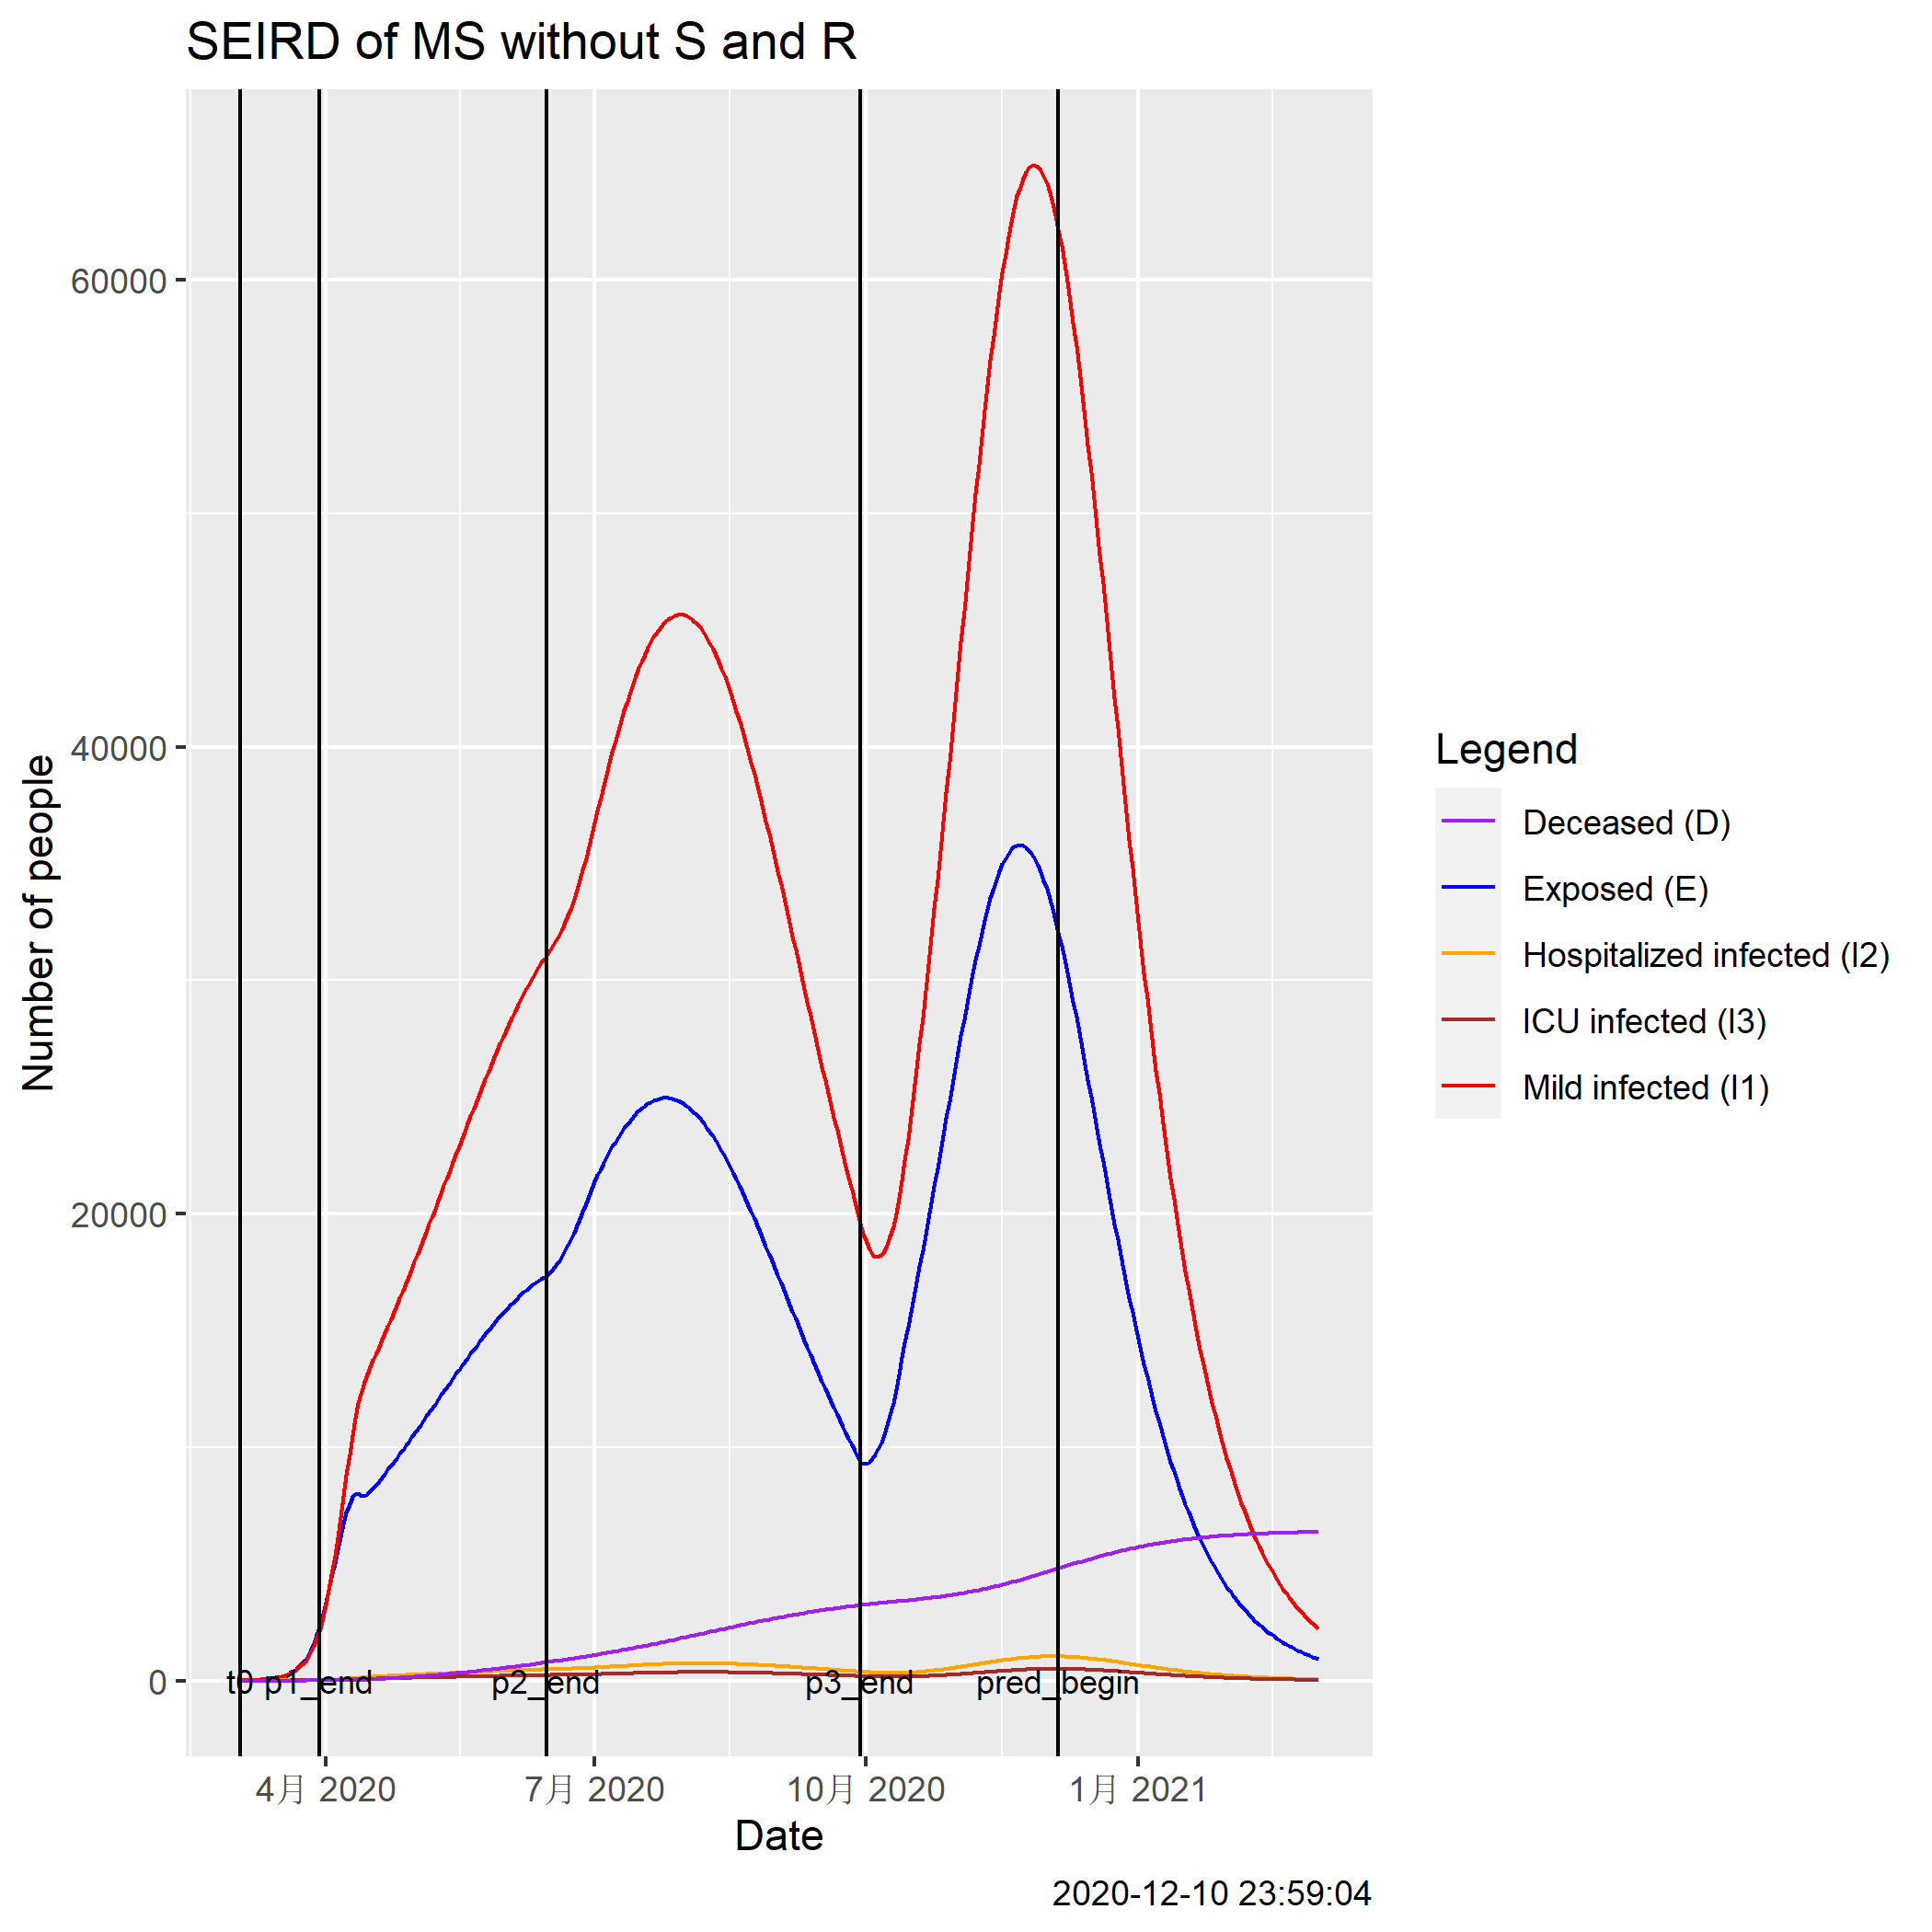 SEIRD of MS without S and R
Number of people
60000
40000
20000
0
t0 p1_end p2_end p3_end pred_begin
4月 2020 7月 2020 10月 2020 1月 2021
Date
Legend
Deceased (D)
Exposed (E)
Hospitalized infected (I2)
ICU infected (I3)
Mild infected (I1)
2020-12-10 23:59:04